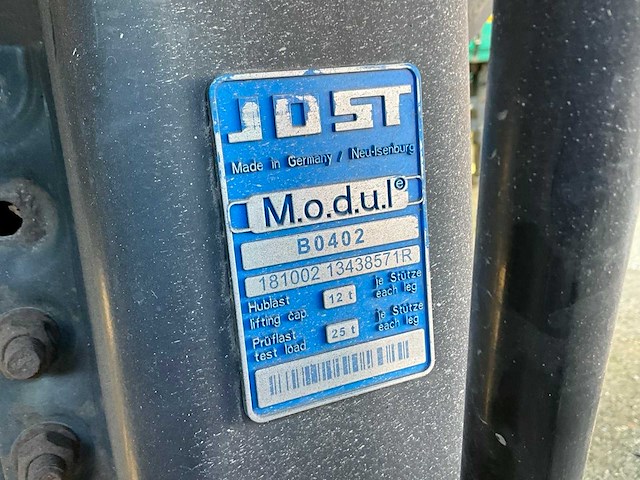 JOST
Made in Germany / Neu-Isenburg
M.o.d.u.l®
B0402
181002 13438571R
Hublast 12 t je Stütze
lifting cap. each leg
Prüflast 25 t je Stütze
test load each leg